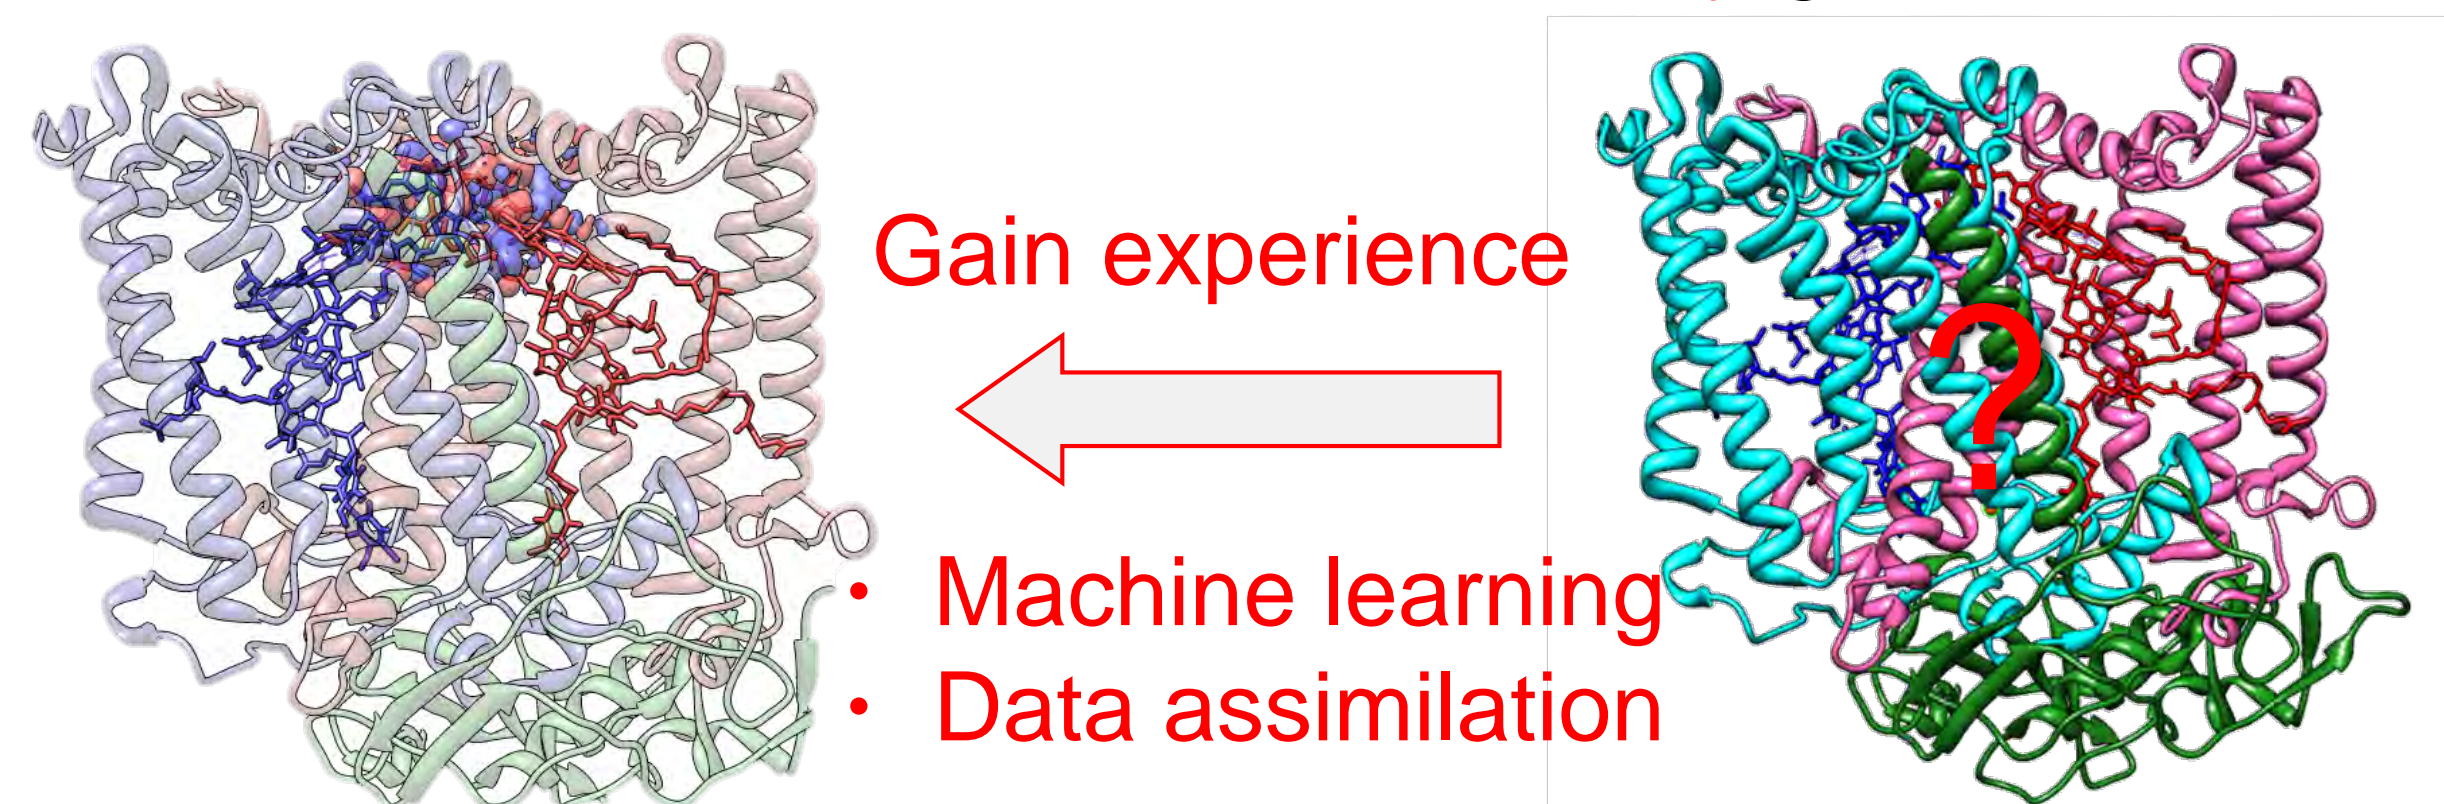 Gain experience
?
• Machine learning
• Data assimilation